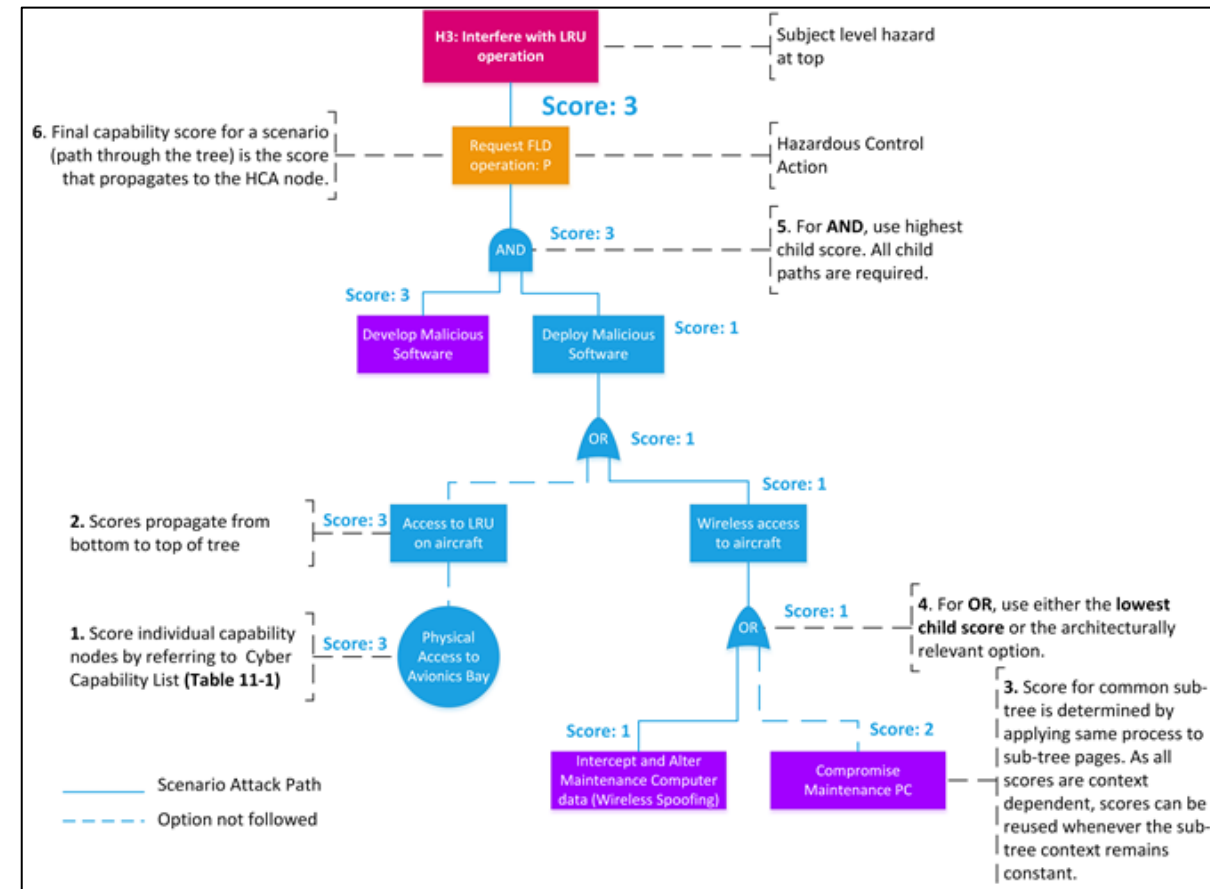 H3: Interfere with LRU
operation
Subject level hazard
at top
Score: 3
6. Final capability score for a scenario
(path through the tree) is the score
that propagates to the HCA node.
Request FLD
operation: P
Hazardous Control
Action
Score: 3
AND
5. For AND, use highest
child score. All child
paths are required.
Score: 3
Develop Malicious
Software
Deploy Malicious
Software
Score: 1
OR
Score: 1
Score: 1
2. Scores propagate from
bottom to top of tree
Score: 3
Access to LRU
on aircraft
Wireless access
to aircraft
1. Score individual capability
nodes by referring to Cyber
Capability List (Table 11-1)
Score: 3
Physical
Access to
Avionics Bay
OR
Score: 1
4. For OR, use either the lowest
child score or the architecturally
relevant option.
Score: 1
Intercept and Alter
Maintenance Computer
data (Wireless Spoofing)
Score: 2
Compromise
Maintenance PC
3. Score for common sub-
tree is determined by
applying same process to
sub-tree pages. As all
scores are context
dependent, scores can be
reused whenever the sub-
tree context remains
constant.
Scenario Attack Path
Option not followed